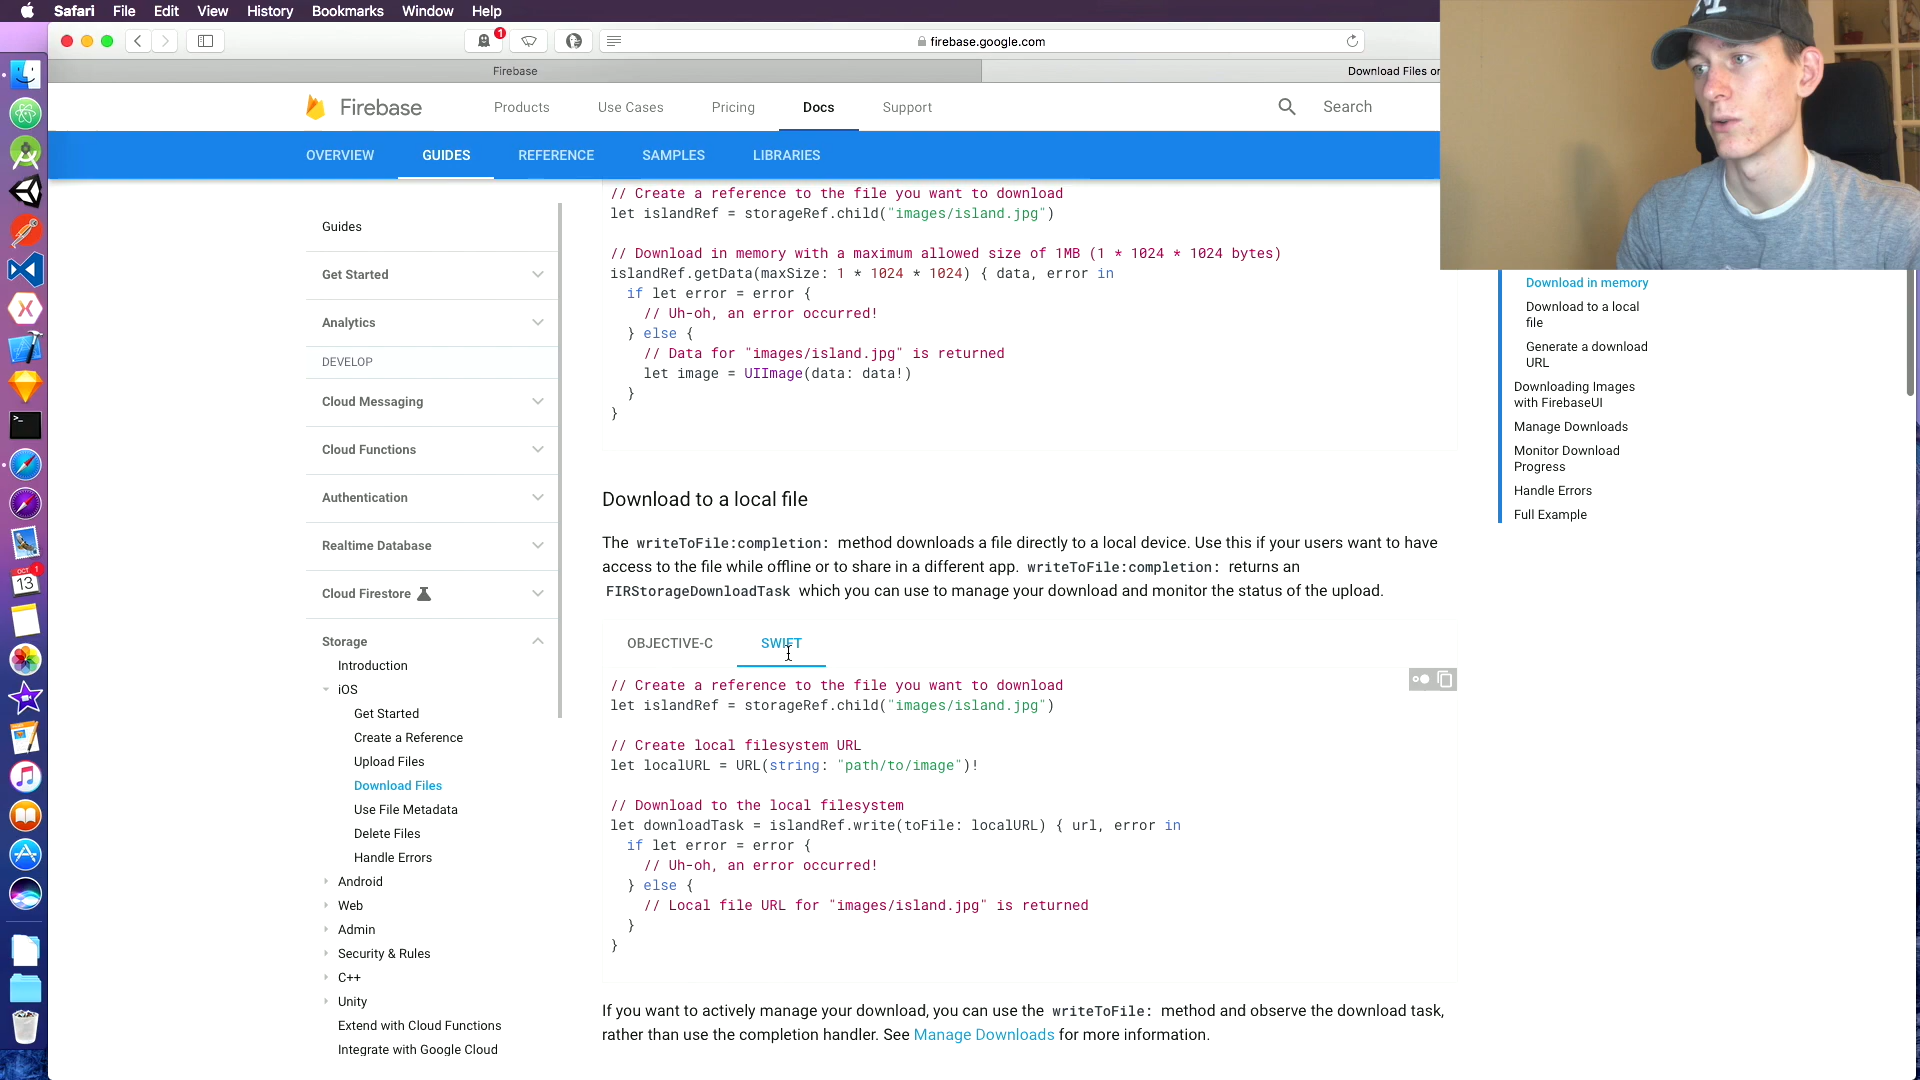 Safari File Edit View History Bookmarks Window Help
1
firebase.google.com
Firebase
Download Files or
Firebase
Products
Use Cases
Pricing
Docs
Support
Search
OVERVIEW
GUIDES
REFERENCE
SAMPLES
LIBRARIES
Guides
Get Started
Analytics
DEVELOP
Cloud Messaging
Cloud Functions
Authentication
Realtime Database
Cloud Firestore
Storage
Introduction
iOS
Get Started
Create a Reference
Upload Files
Download Files
Use File Metadata
Delete Files
Handle Errors
Android
Web
Admin
Security & Rules
C++
Unity
Extend with Cloud Functions
Integrate with Google Cloud
// Create a reference to the file you want to download
let islandRef = storageRef.child("images/island.jpg")
// Download in memory with a maximum allowed size of 1MB (1 * 1024 * 1024 bytes)
islandRef.getData(maxSize: 1 * 1024 * 1024) { data, error in
if let error = error {
// Uh-oh, an error occurred!
} else {
// Data for "images/island.jpg" is returned
let image = UIImage(data: data!)
}
}
Download to a local file
The writeToFile:completion: method downloads a file directly to a local device. Use this if your users want to have
access to the file while offline or to share in a different app. writeToFile:completion: returns an
FIRStorageDownloadTask which you can use to manage your download and monitor the status of the upload.
OBJECTIVE-C
SWIFT
// Create a reference to the file you want to download
let islandRef = storageRef.child("images/island.jpg")
// Create local filesystem URL
let localURL = URL(string: "path/to/image")!
// Download to the local filesystem
let downloadTask = islandRef.write(toFile: localURL) { url, error in
if let error = error {
// Uh-oh, an error occurred!
} else {
// Local file URL for "images/island.jpg" is returned
}
}
If you want to actively manage your download, you can use the writeToFile: method and observe the download task,
rather than use the completion handler. See Manage Downloads for more information.
Download in memory
Download to a local
file
Generate a download
URL
Downloading Images
with FirebaseUI
Manage Downloads
Monitor Download
Progress
Handle Errors
Full Example
OCT
1
13